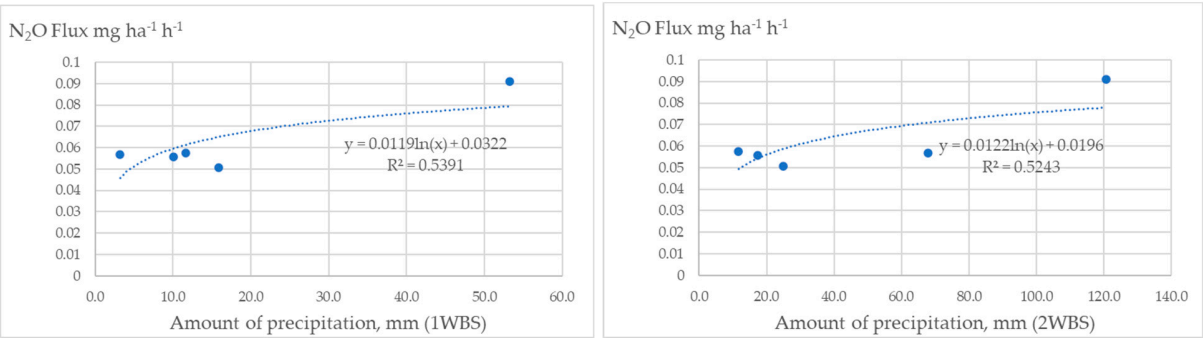 N₂O Flux mg ha⁻¹ h⁻¹
0.1
0.09
0.08
0.07
0.06
0.05
0.04
0.03
0.02
0.01
0
y = 0.0119ln(x) + 0.0322
R² = 0.5391
0.0 10.0 20.0 30.0 40.0 50.0 60.0
Amount of precipitation, mm (1WBS)
N₂O Flux mg ha⁻¹ h⁻¹
0.1
0.09
0.08
0.07
0.06
0.05
0.04
0.03
0.02
0.01
0
y = 0.0122ln(x) + 0.0196
R² = 0.5243
0.0 20.0 40.0 60.0 80.0 100.0 120.0 140.0
Amount of precipitation, mm (2WBS)